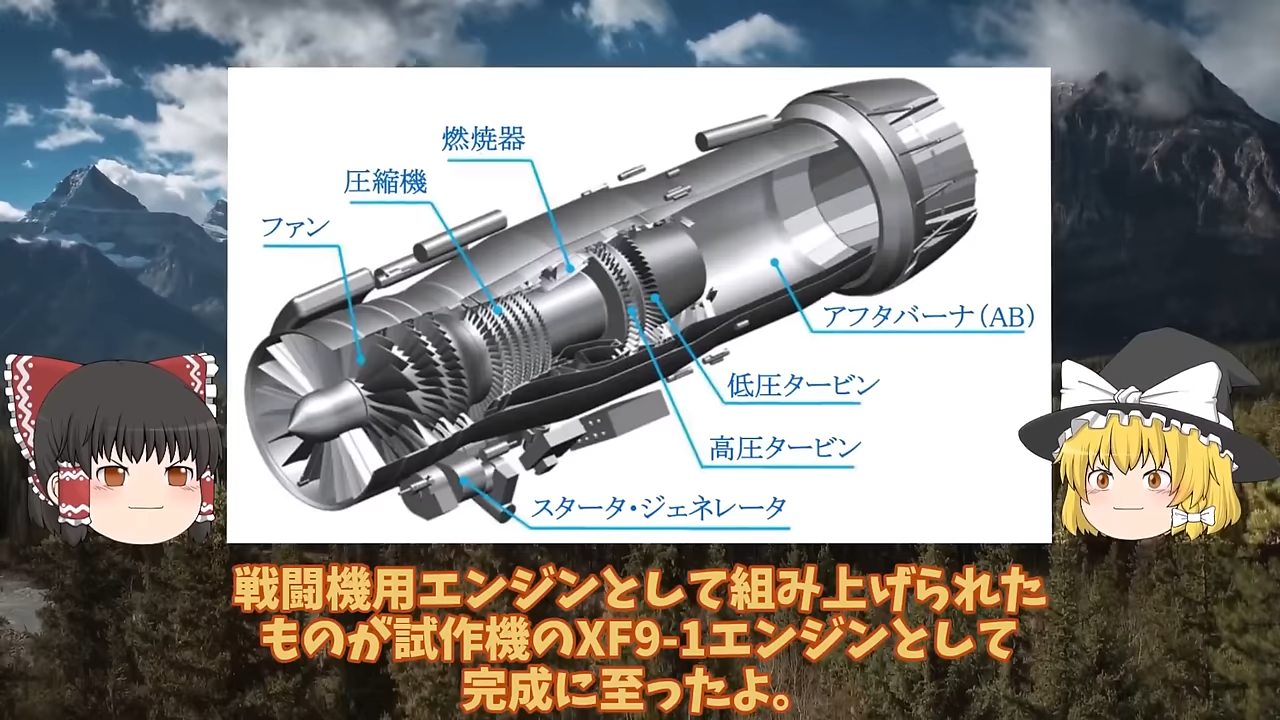 燃焼器
圧縮機
ファン
アフタバーナ(AB)
低圧タービン
高圧タービン
スタータ・ジェネレータ
戦闘機用エンジンとして組み上げられた
ものが試作機のXF9-1エンジンとして
完成に至ったよ。